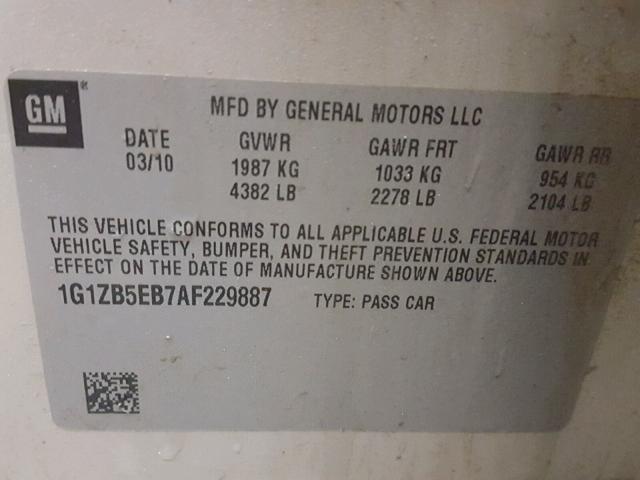 GM®
MFD BY GENERAL MOTORS LLC
DATE GVWR GAWR FRT GAWR RR
03/10 1987 KG 1033 KG 954 KG
4382 LB 2278 LB 2104 LB
THIS VEHICLE CONFORMS TO ALL APPLICABLE U.S. FEDERAL MOTOR
VEHICLE SAFETY, BUMPER, AND THEFT PREVENTION STANDARDS IN
EFFECT ON THE DATE OF MANUFACTURE SHOWN ABOVE.
1G1ZB5EB7AF229887 TYPE: PASS CAR